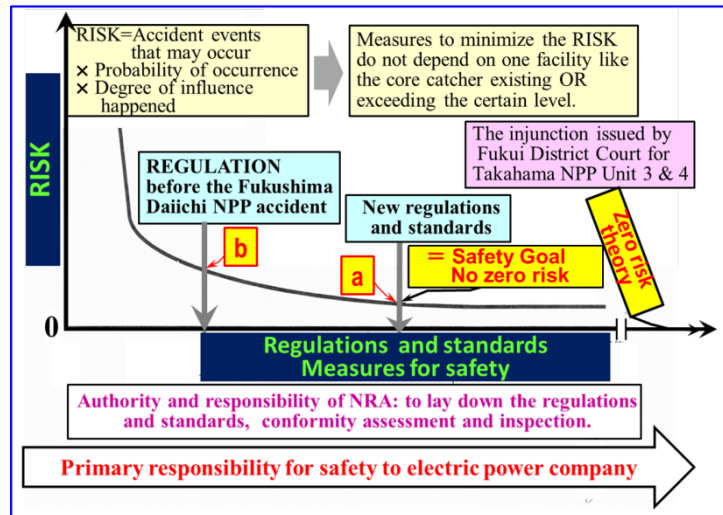 RISK=Accident events
that may occur
× Probability of occurrence
× Degree of influence
happened
Measures to minimize the RISK
do not depend on one facility like
the core catcher existing OR
exceeding the certain level.
The injunction issued by
Fukui District Court for
Takahama NPP Unit 3 & 4
RISK
REGULATION
before the Fukushima
Daiichi NPP accident
New regulations
and standards
Zero risk
theory
b
a
= Safety Goal
No zero risk
0
Regulations and standards
Measures for safety
Authority and responsibility of NRA: to lay down the regulations
and standards, conformity assessment and inspection.
Primary responsibility for safety to electric power company